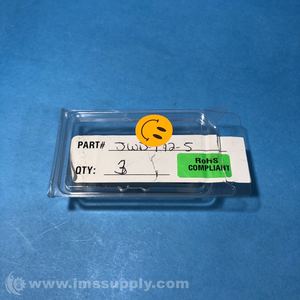 PART# JWD-172-5
QTY: 3
RoHS
COMPLIANT
© www.imssupply.com